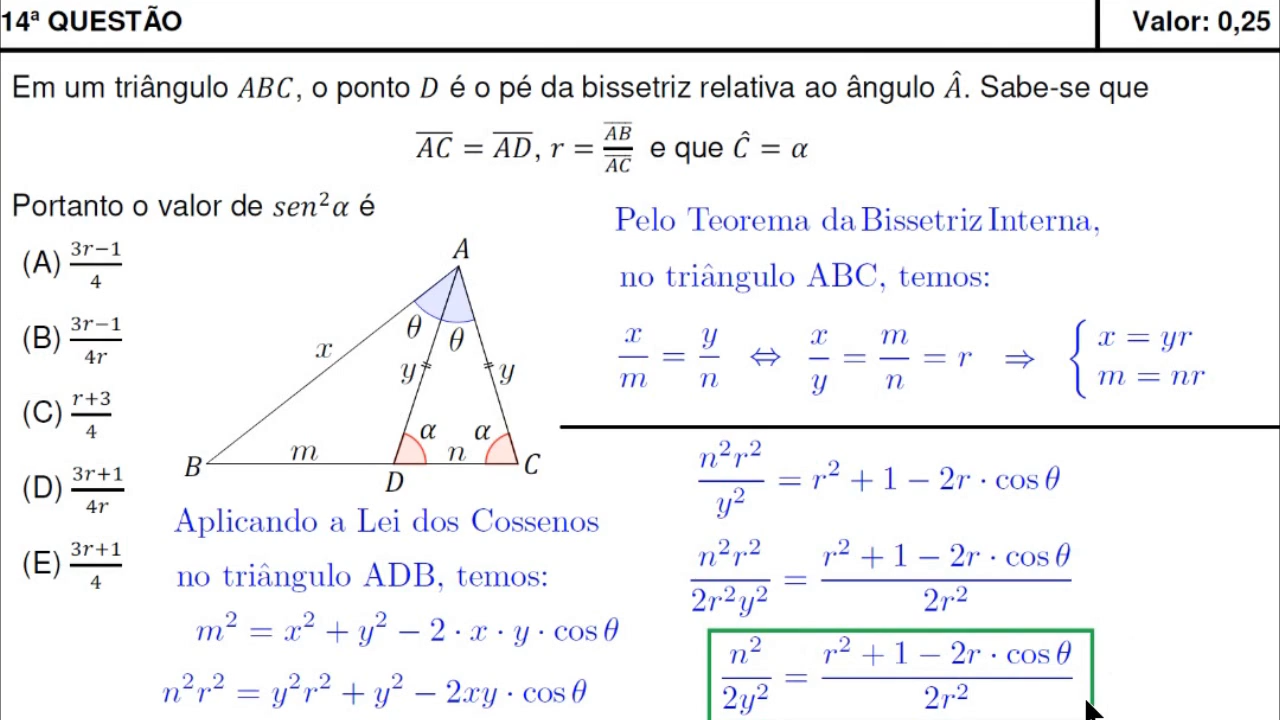 14ª QUESTÃO
Valor: 0,25
Em um triângulo ABC, o ponto D é o pé da bissetriz relativa ao ângulo Â. Sabe-se que
A̅C̅ = A̅D̅, r = A̅B̅/A̅C̅ e que Ĉ = α
Portanto o valor de sen²α é
(A) 3r−1/4
(B) 3r−1/4r
(C) r+3/4
(D) 3r+1/4r
(E) 3r+1/4
A
θ
θ
x
y
y
α
α
m
n
B
D
C
Pelo Teorema da Bissetriz Interna,
no triângulo ABC, temos:
x/m = y/n ⇔ x/y = m/n = r ⇒ { x = yr
m = nr
Aplicando a Lei dos Cossenos
no triângulo ADB, temos:
m² = x² + y² − 2 · x · y · cos θ
n²r² = y²r² + y² − 2xy · cos θ
n²r²/y² = r² + 1 − 2r · cos θ
n²r²/2r²y² = r² + 1 − 2r · cos θ/2r²
n²/2y² = r² + 1 − 2r · cos θ/2r²